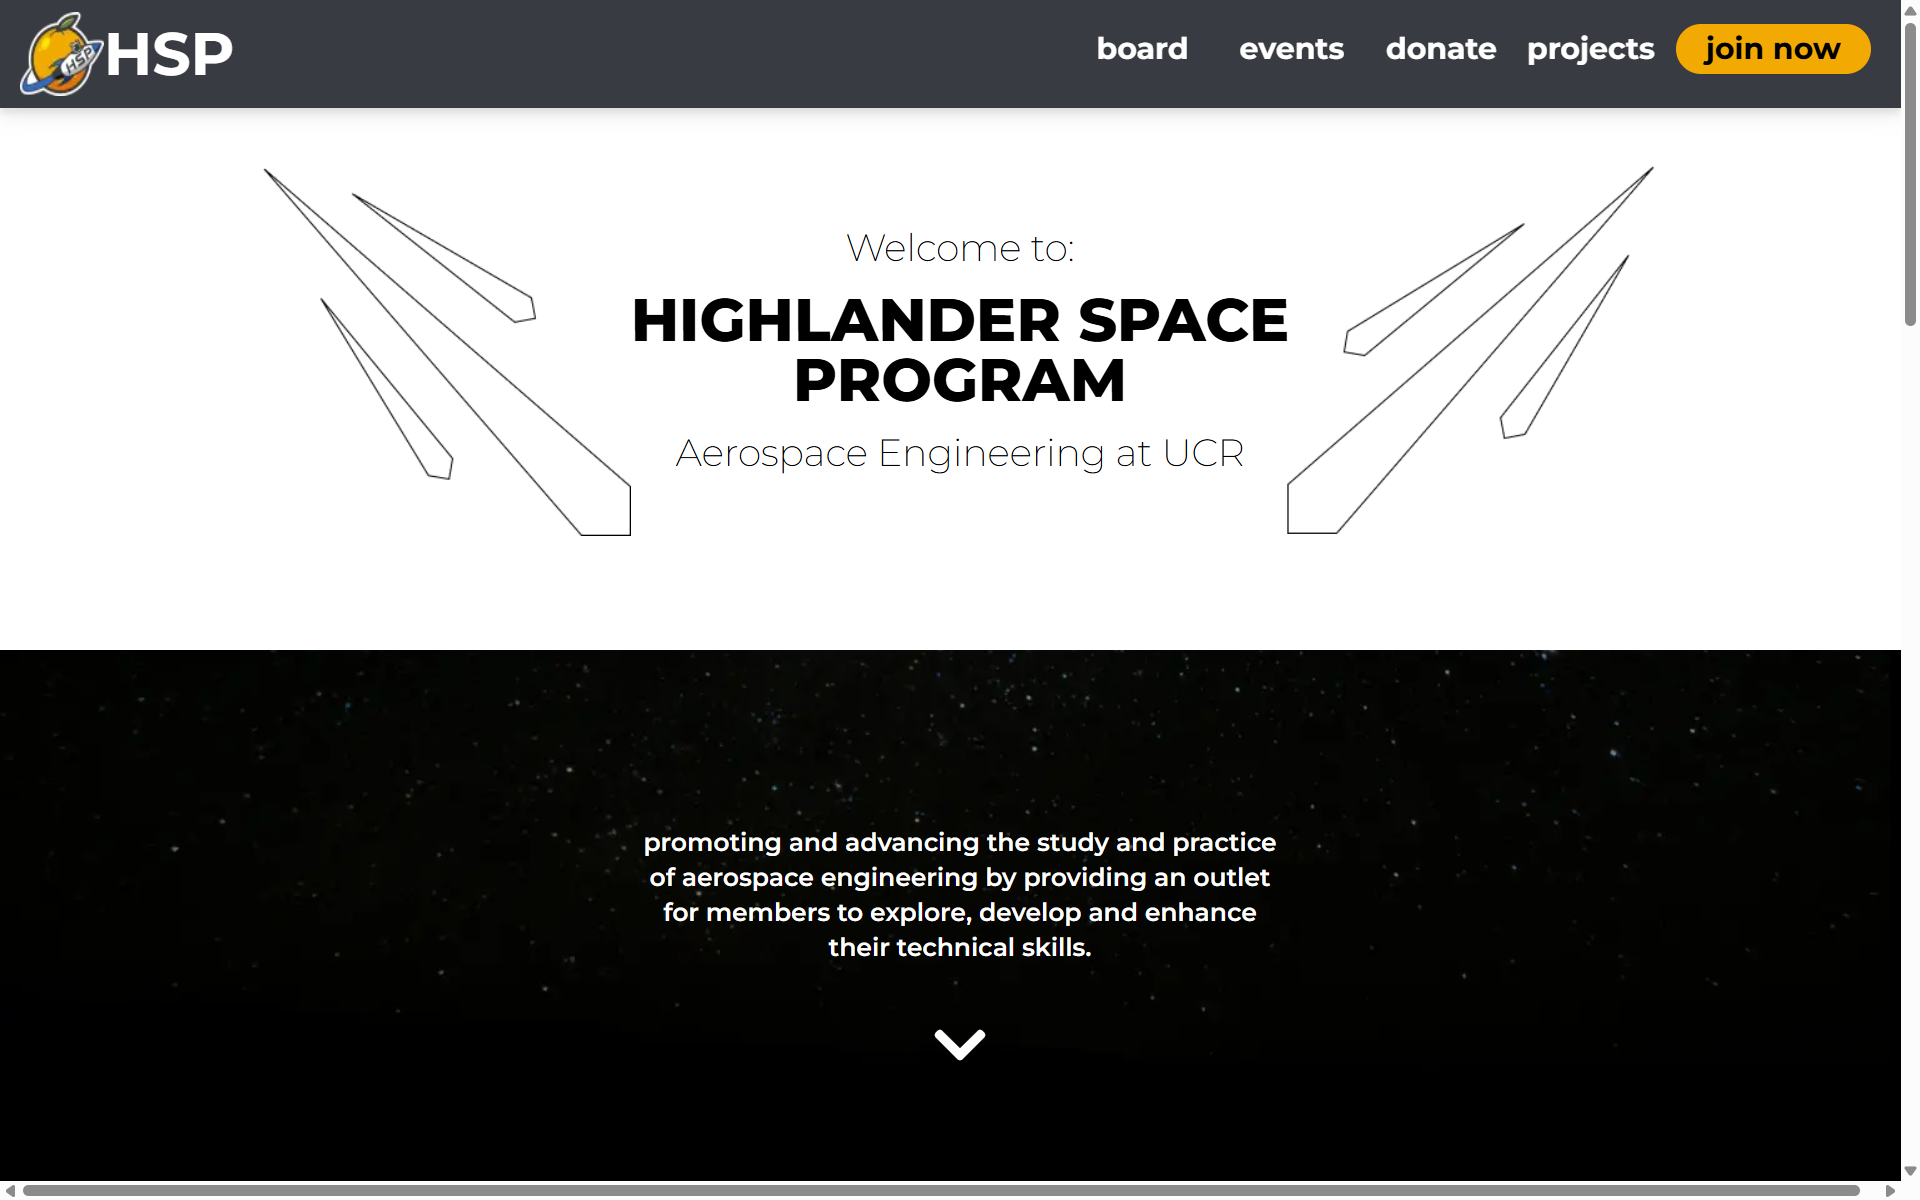 HSP
HSP
board
events
donate
projects
join now
Welcome to:
HIGHLANDER SPACE
PROGRAM
Aerospace Engineering at UCR
promoting and advancing the study and practice
of aerospace engineering by providing an outlet
for members to explore, develop and enhance
their technical skills.